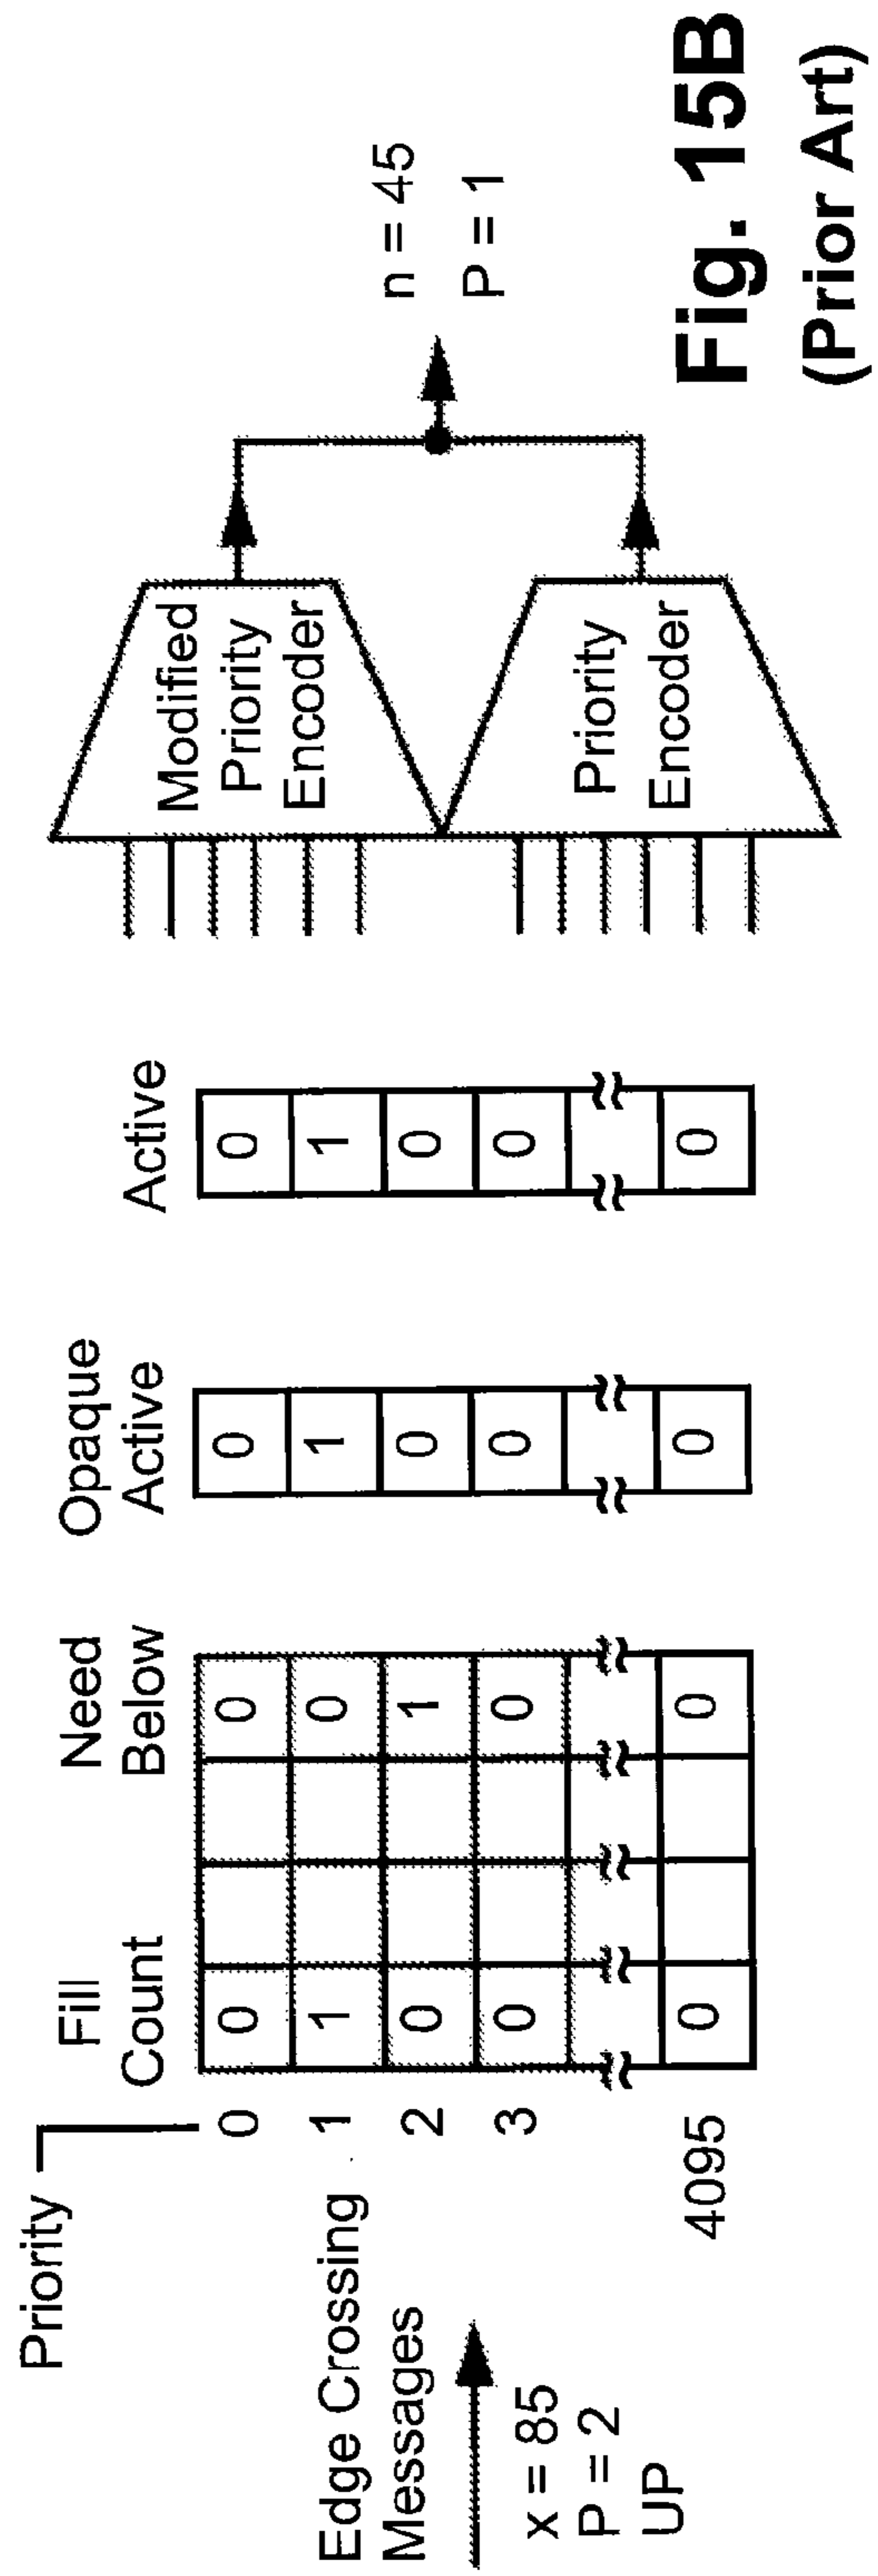 Priority
Fill
Count
Need
Below
Opaque
Active
Active
0
0
0
0
0
1
1
0
1
1
2
0
1
0
0
3
0
0
0
0
4095
0
0
0
0
Edge Crossing
Messages
x = 85
P = 2
UP
Modified
Priority
Encoder
Priority
Encoder
n = 45
P = 1
Fig. 15B
(Prior Art)